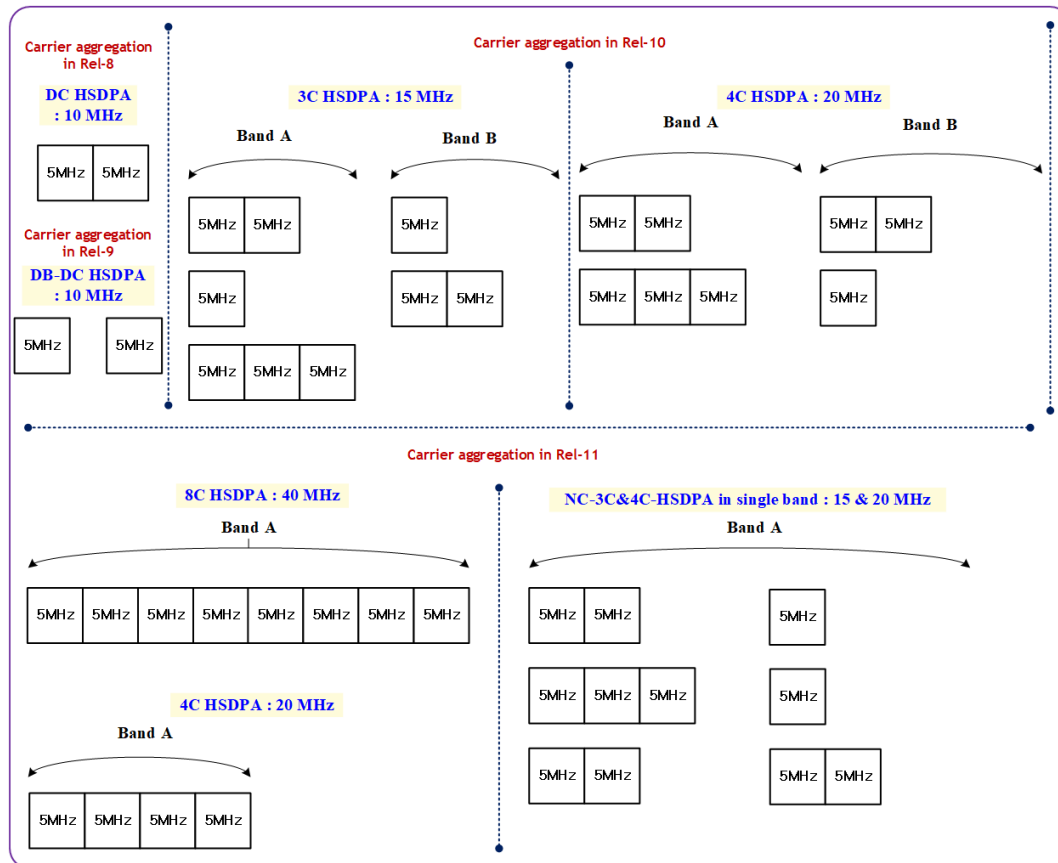 Carrier aggregation
in Rel-8
DC HSDPA
: 10 MHz
5MHz 5MHz
Carrier aggregation
in Rel-9
DB-DC HSDPA
: 10 MHz
5MHz 5MHz
Carrier aggregation in Rel-10
3C HSDPA : 15 MHz
Band A Band B
5MHz 5MHz 5MHz
5MHz 5MHz 5MHz
5MHz 5MHz 5MHz
4C HSDPA : 20 MHz
Band A Band B
5MHz 5MHz 5MHz 5MHz
5MHz 5MHz 5MHz 5MHz
Carrier aggregation in Rel-11
8C HSDPA : 40 MHz
Band A
5MHz 5MHz 5MHz 5MHz 5MHz 5MHz 5MHz 5MHz
4C HSDPA : 20 MHz
Band A
5MHz 5MHz 5MHz 5MHz
NC-3C&4C-HSDPA in single band : 15 & 20 MHz
Band A
5MHz 5MHz 5MHz
5MHz 5MHz 5MHz 5MHz
5MHz 5MHz 5MHz 5MHz